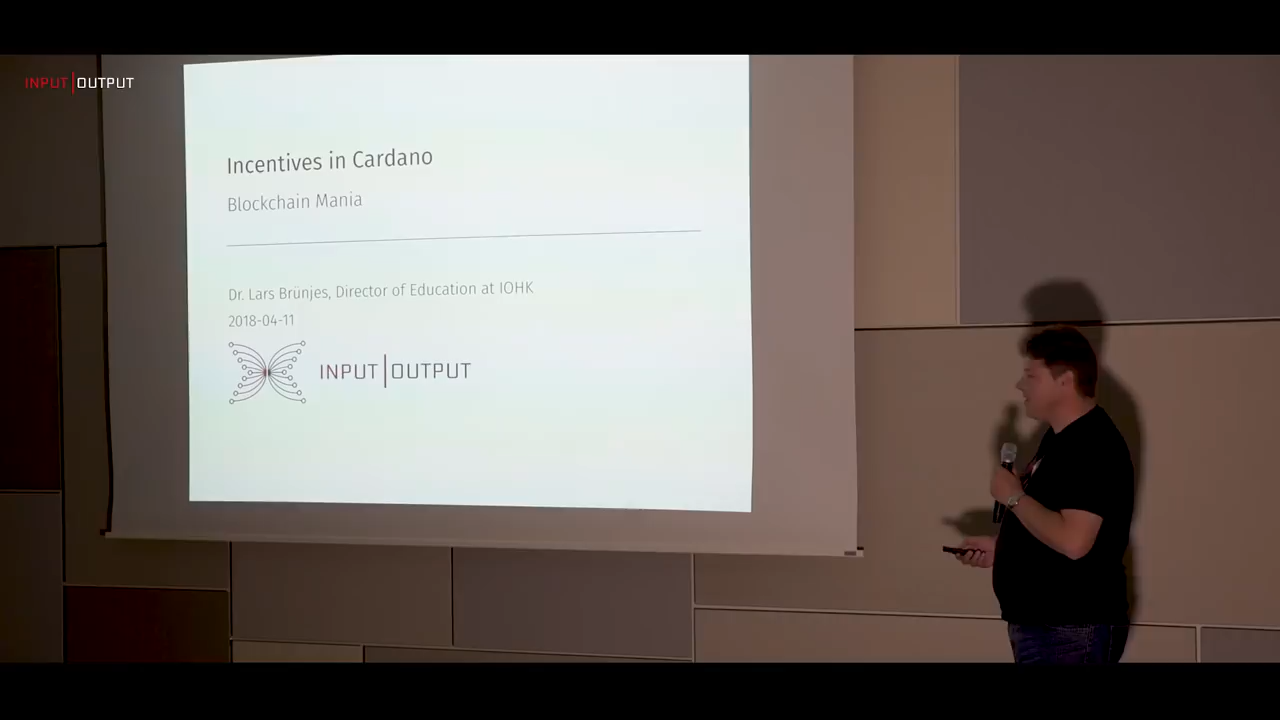 INPUT|OUTPUT
Incentives in Cardano
Blockchain Mania
Dr. Lars Brünjes, Director of Education at IOHK
2018-04-11
INPUT|OUTPUT